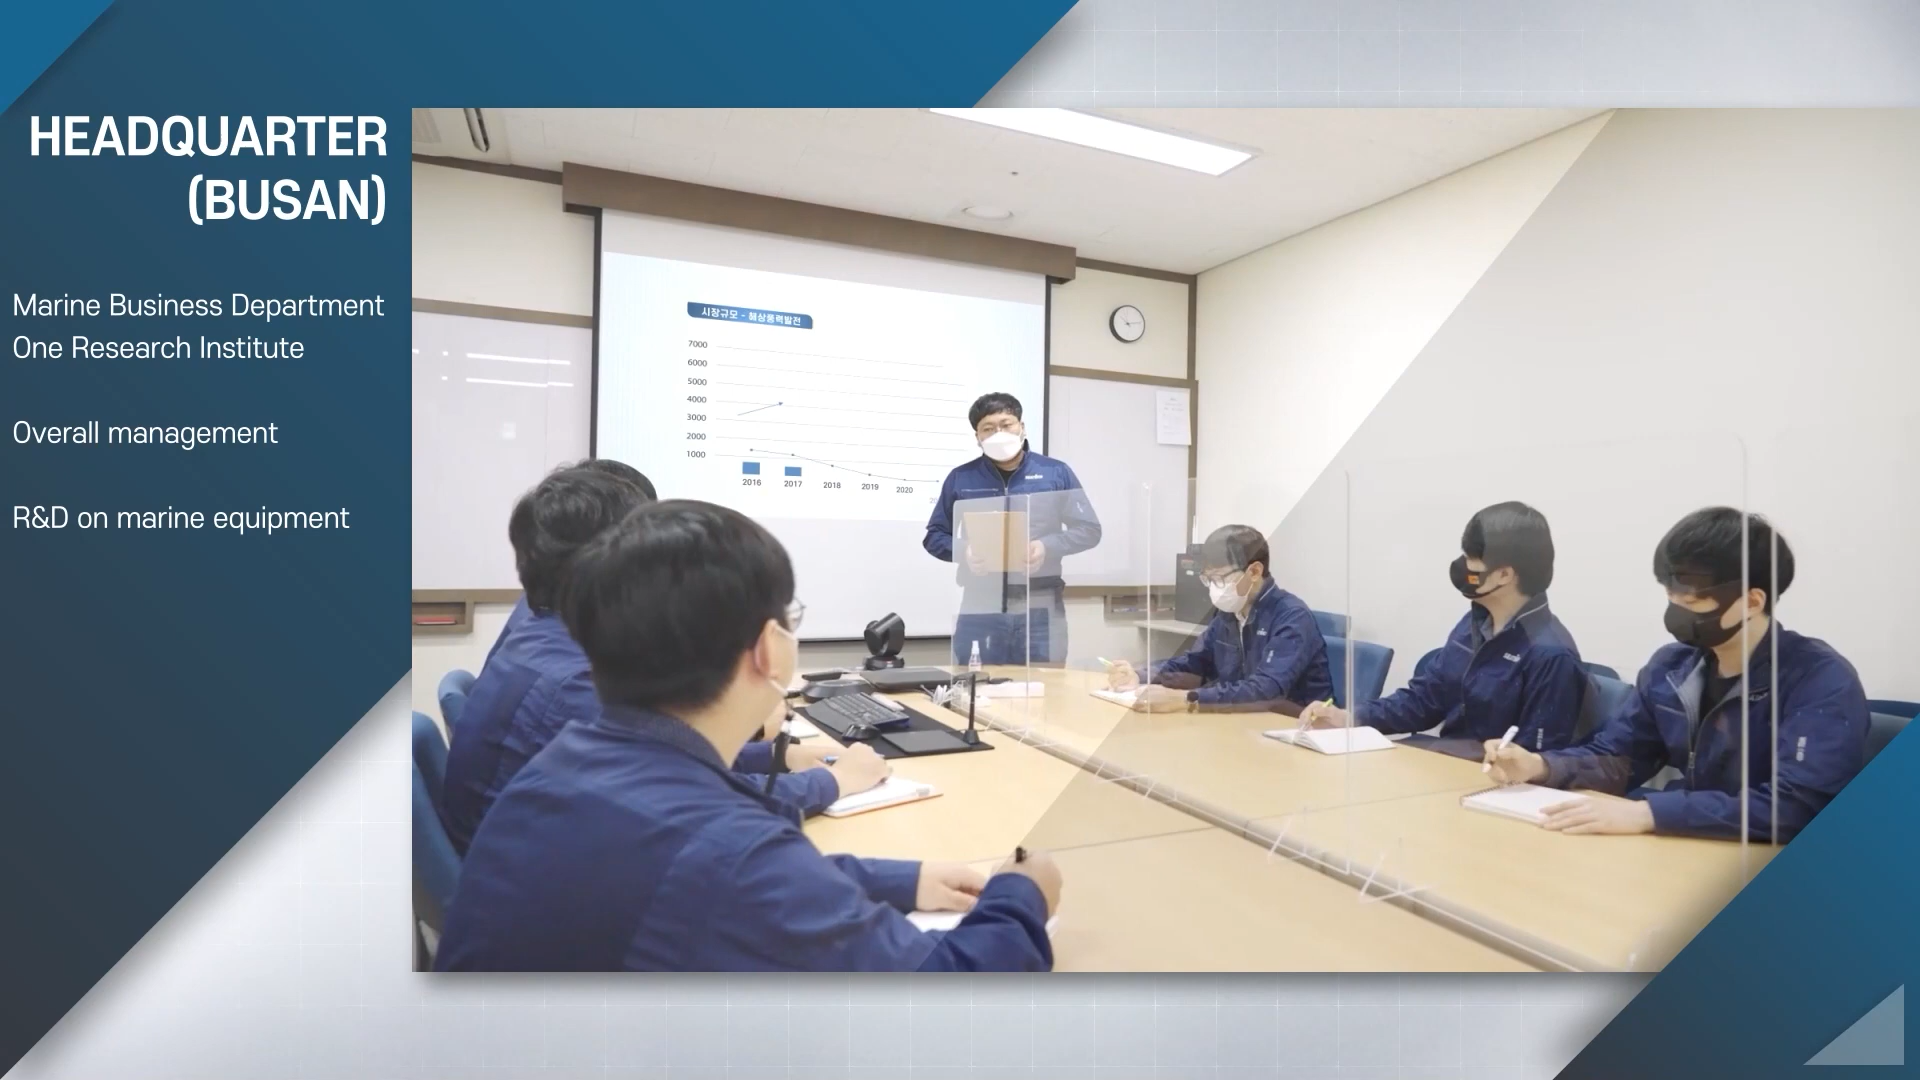 HEADQUARTER
(BUSAN)
Marine Business Department
One Research Institute
Overall management
R&D on marine equipment
시장규모 - 해상풍력발전
7000
6000
5000
4000
3000
2000
1000
2016
2017
2018
2019
2020